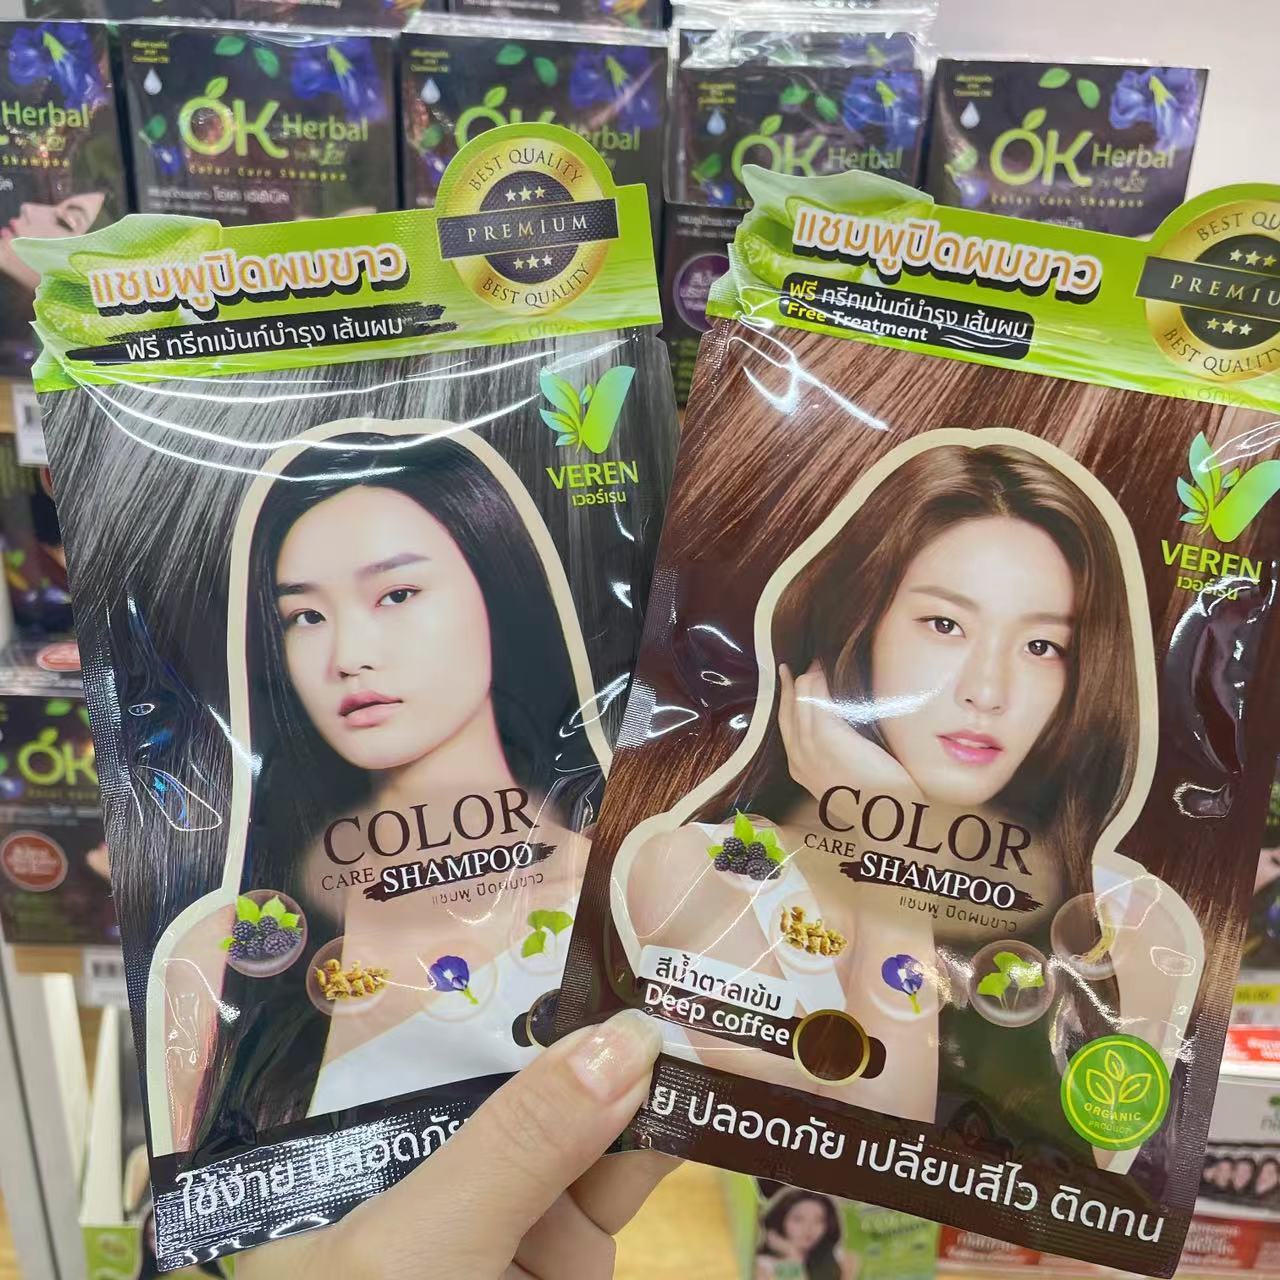 OK Herbal
Color Care Shampoo
OK Herbal
OK Herbal
OK Herbal
Color Care Shampoo
BEST QUALITY
PREMIUM
BEST QUALITY
แชมพูปิดผมขาว
ฟรี ทรีทเม้นท์บำรุง เส้นผม
VEREN
เวอร์เรน
COLOR
CARE SHAMPOO
แชมพู ปิดผมขาว
ใช้ง่าย ปลอดภัย
BEST
PREMIU
BEST QUALITY
แชมพูปิดผมขาว
ฟรี ทรีทเม้นท์บำรุง เส้นผม
Free Treatment
VEREN
เวอร์เรน
COLOR
CARE SHAMPOO
แชมพู ปิดผมขาว
สีน้ำตาลเข้ม
Deep coffee
ORGANIC
PRODUCT
ปลอดภัย เปลี่ยนสีไว ติดทน